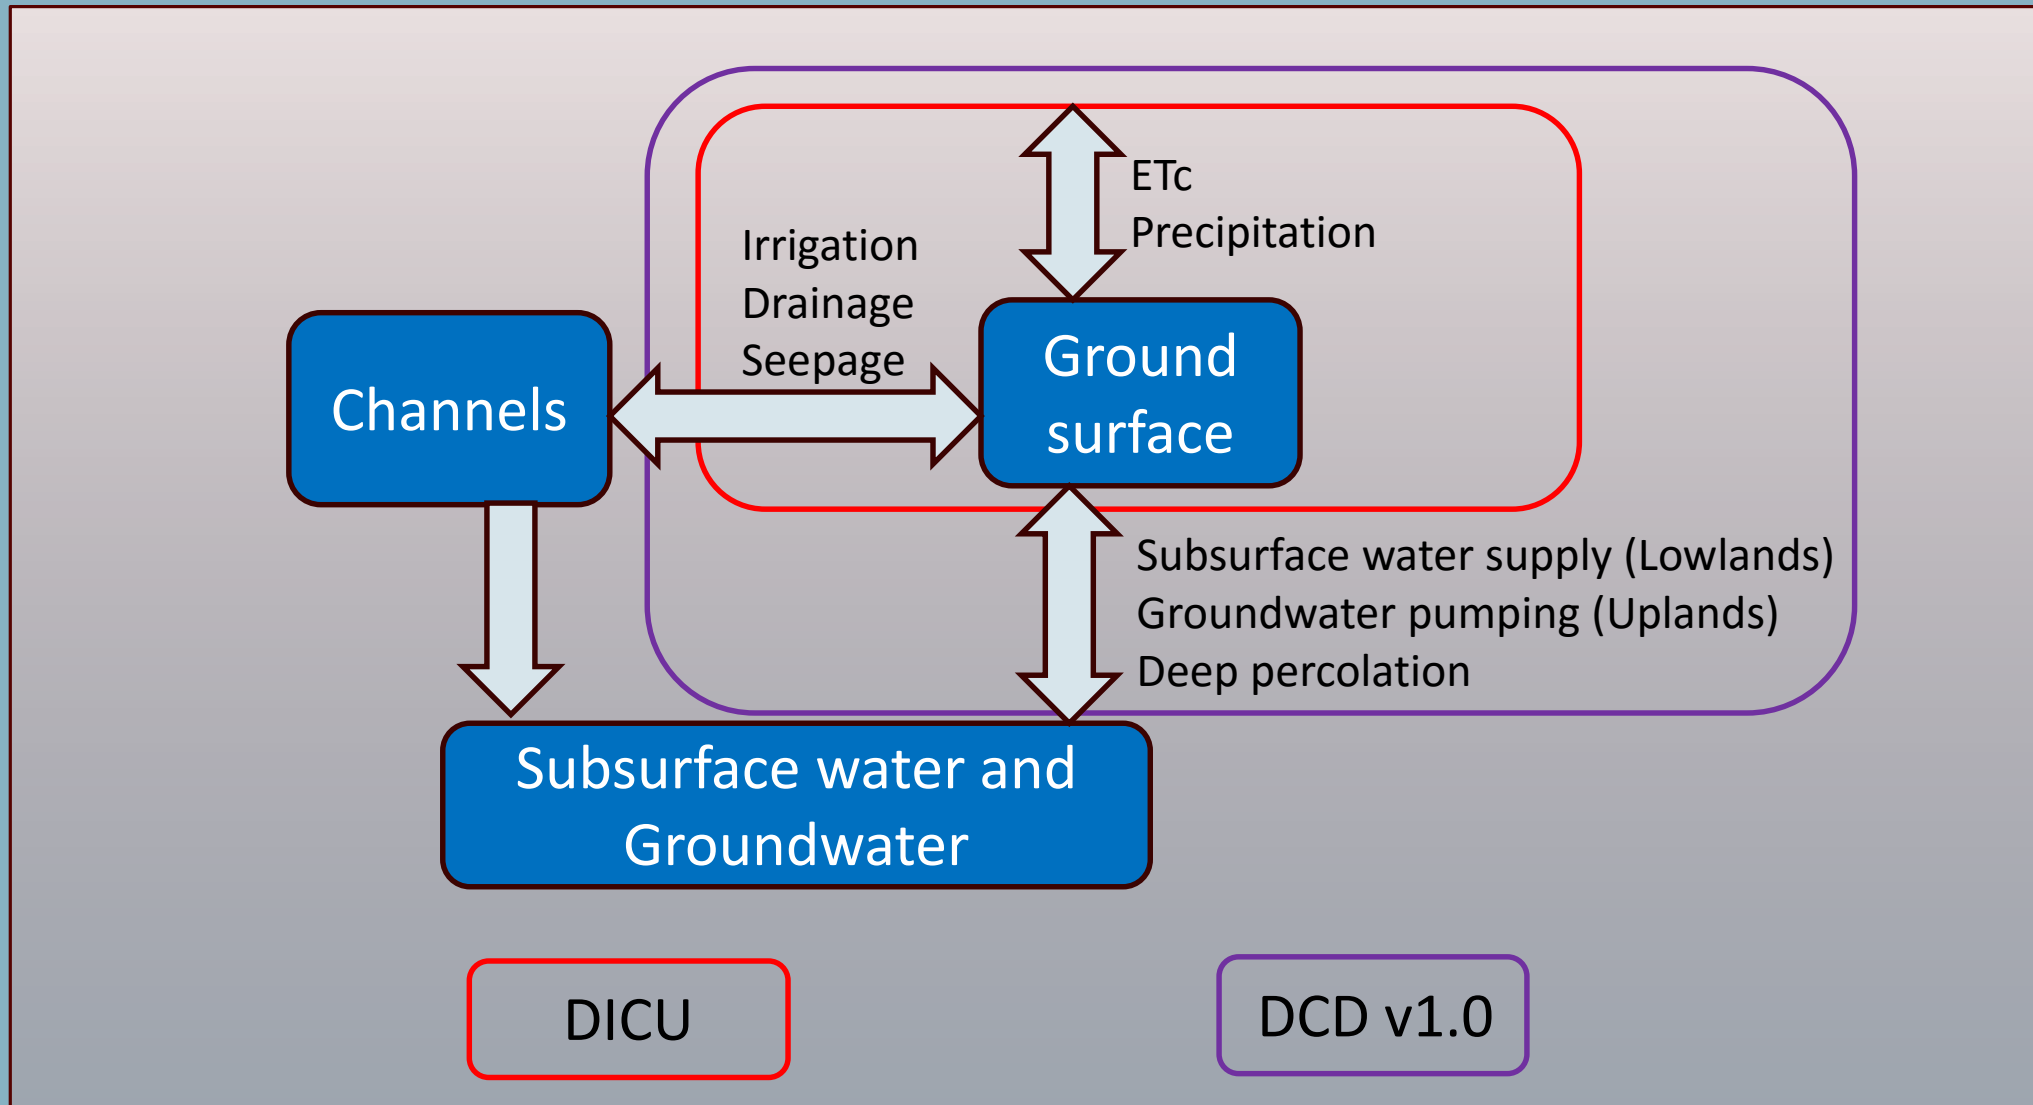 ETc
Precipitation
Irrigation
Drainage
Seepage
Channels
Ground
surface
Subsurface water supply (Lowlands)
Groundwater pumping (Uplands)
Deep percolation
Subsurface water and
Groundwater
DICU
DCD v1.0